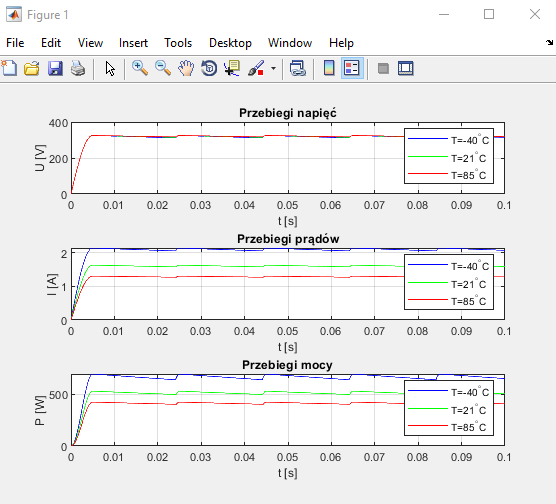 Figure 1
File Edit View Insert Tools Desktop Window Help
Przebiegi napięć
U [V]
400
200
0
T=-40°C
T=21°C
T=85°C
0 0.01 0.02 0.03 0.04 0.05 0.06 0.07 0.08 0.09 0.1
t [s]
Przebiegi prądów
I [A]
2
1
0
T=-40°C
T=21°C
T=85°C
0 0.01 0.02 0.03 0.04 0.05 0.06 0.07 0.08 0.09 0.1
t [s]
Przebiegi mocy
P [W]
500
0
T=-40°C
T=21°C
T=85°C
0 0.01 0.02 0.03 0.04 0.05 0.06 0.07 0.08 0.09 0.1
t [s]